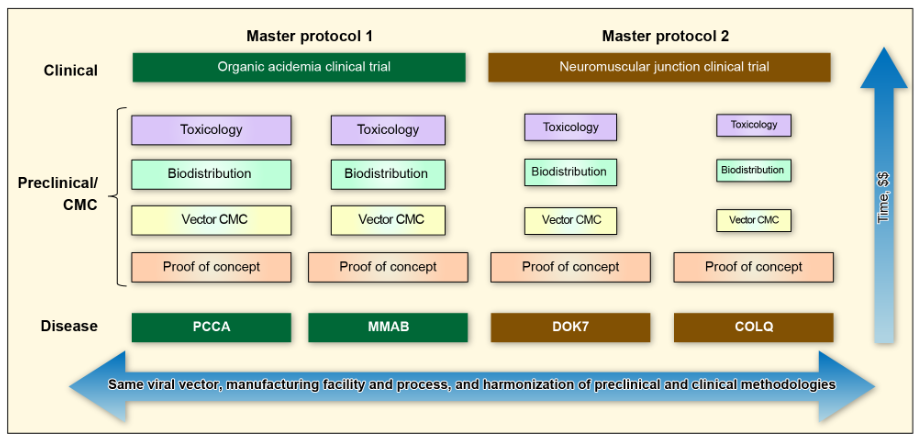 Master protocol 1 Master protocol 2
Clinical Organic acidemia clinical trial Neuromuscular junction clinical trial
Toxicology Toxicology Toxicology Toxicology
Biodistribution Biodistribution Biodistribution Biodistribution
Preclinical/
CMC
Vector CMC Vector CMC Vector CMC Vector CMC
Proof of concept Proof of concept Proof of concept Proof of concept
Disease PCCA MMAB DOK7 COLQ
Time, $$
Same viral vector, manufacturing facility and process, and harmonization of preclinical and clinical methodologies